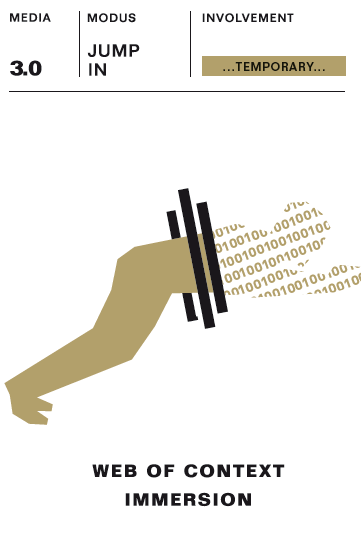 MEDIA MODUS INVOLVEMENT
3.0 JUMP IN ...TEMPORARY...
WEB OF CONTEXT
IMMERSION